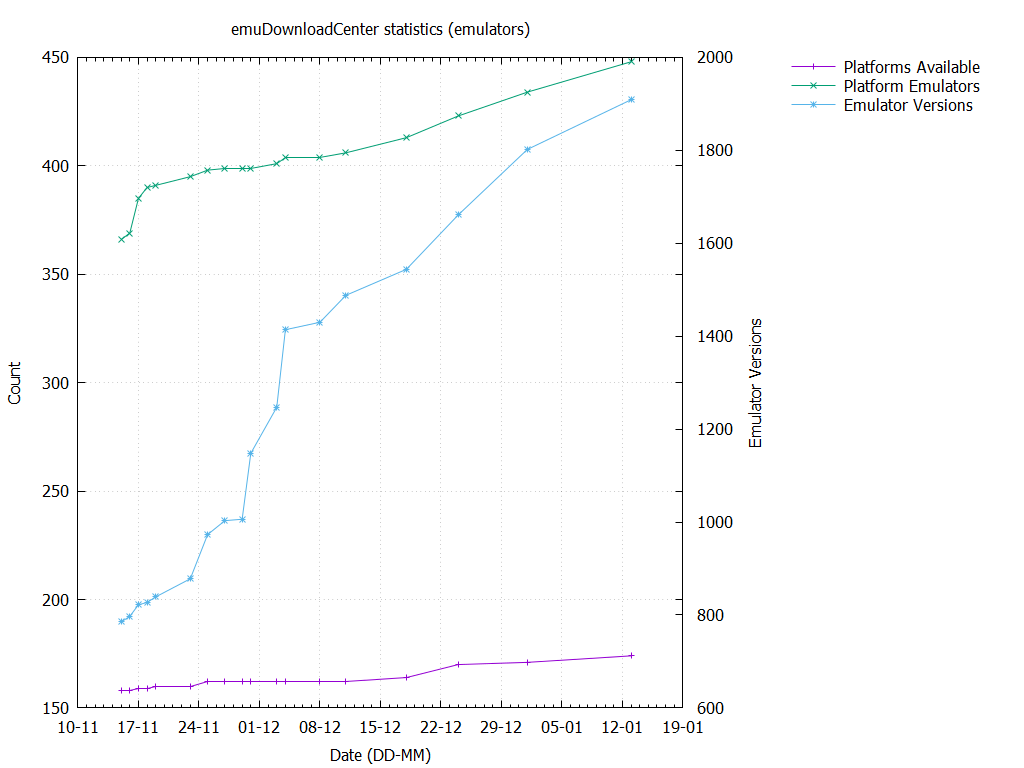 emuDownloadCenter statistics (emulators)
Platforms Available
Platform Emulators
Emulator Versions
450
400
350
300
250
200
150
Count
2000
1800
1600
1400
1200
1000
800
600
Emulator Versions
10-11 17-11 24-11 01-12 08-12 15-12 22-12 29-12 05-01 12-01 19-01
Date (DD-MM)